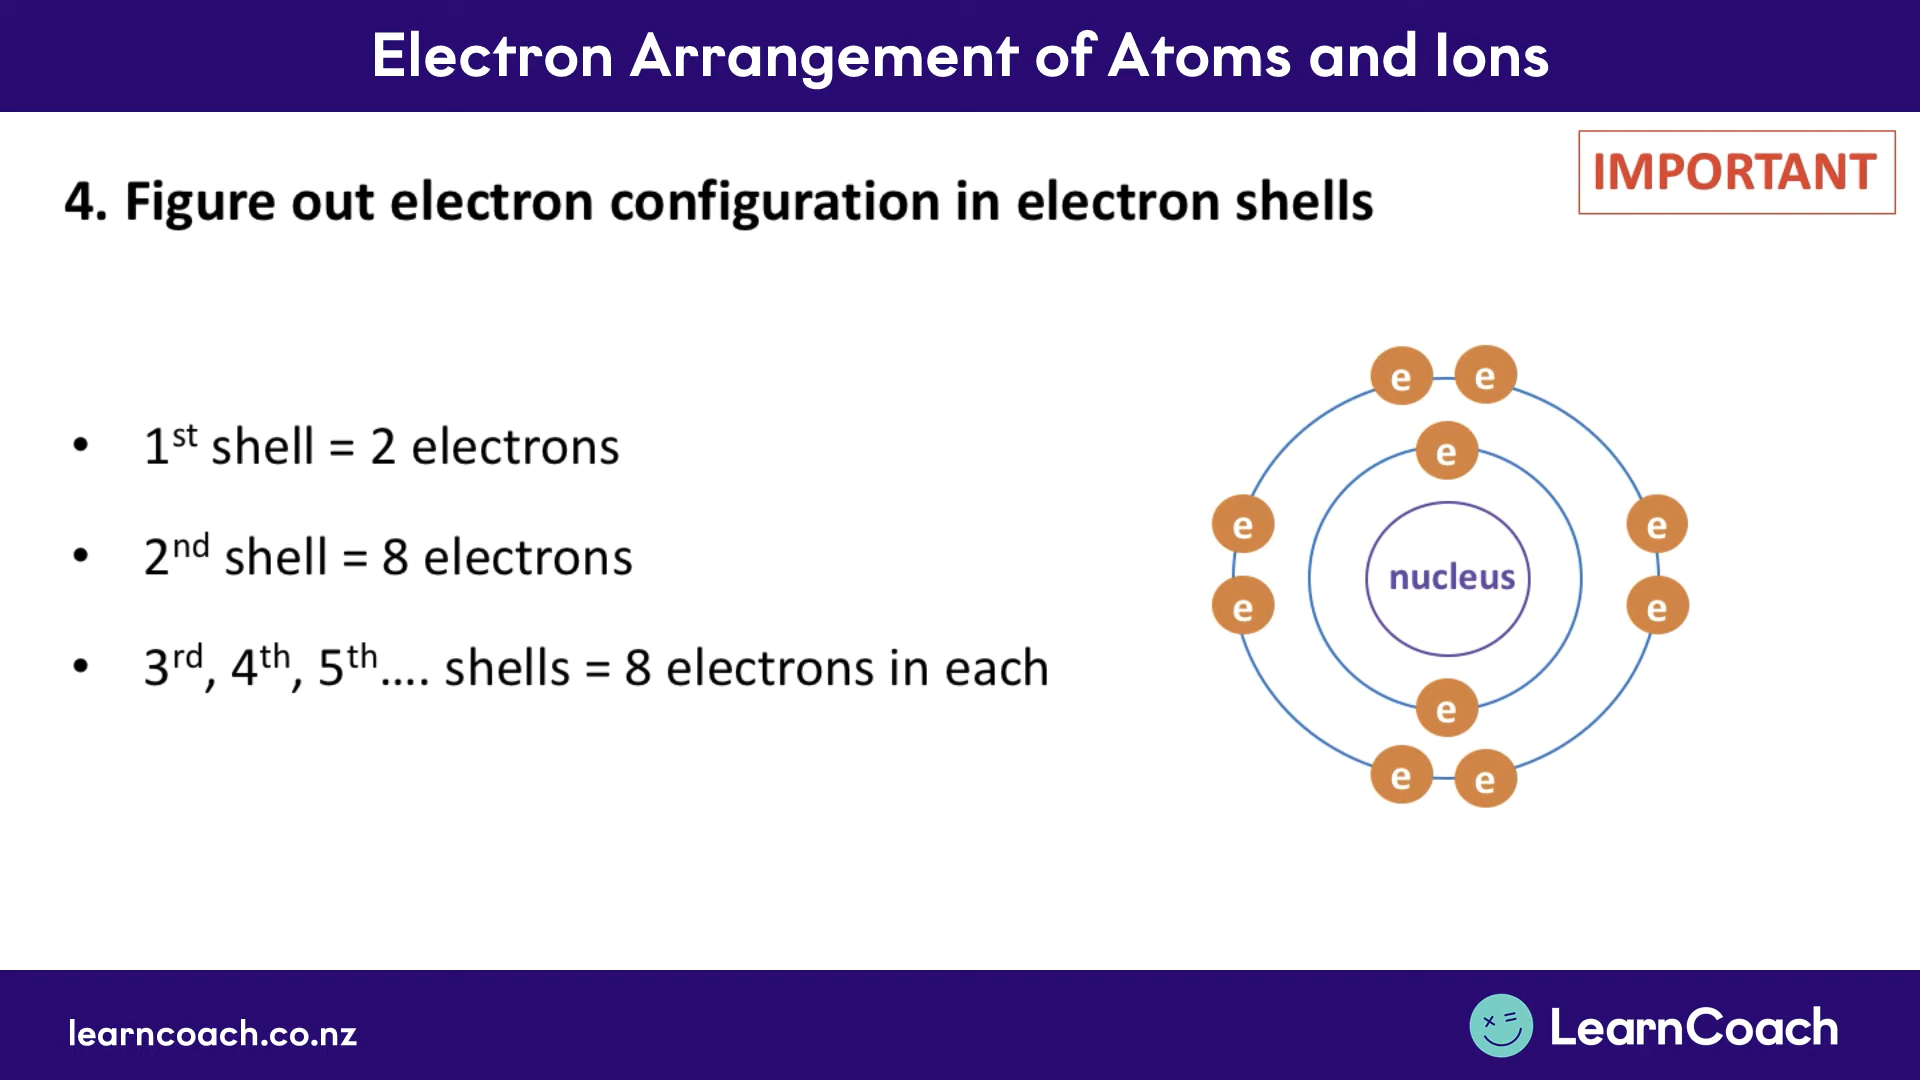 Electron Arrangement of Atoms and Ions
IMPORTANT
4. Figure out electron configuration in electron shells
• 1st shell = 2 electrons
• 2nd shell = 8 electrons
• 3rd, 4th, 5th.... shells = 8 electrons in each
e e
e
e e
nucleus
e e
e
e e
learncoach.co.nz
LearnCoach